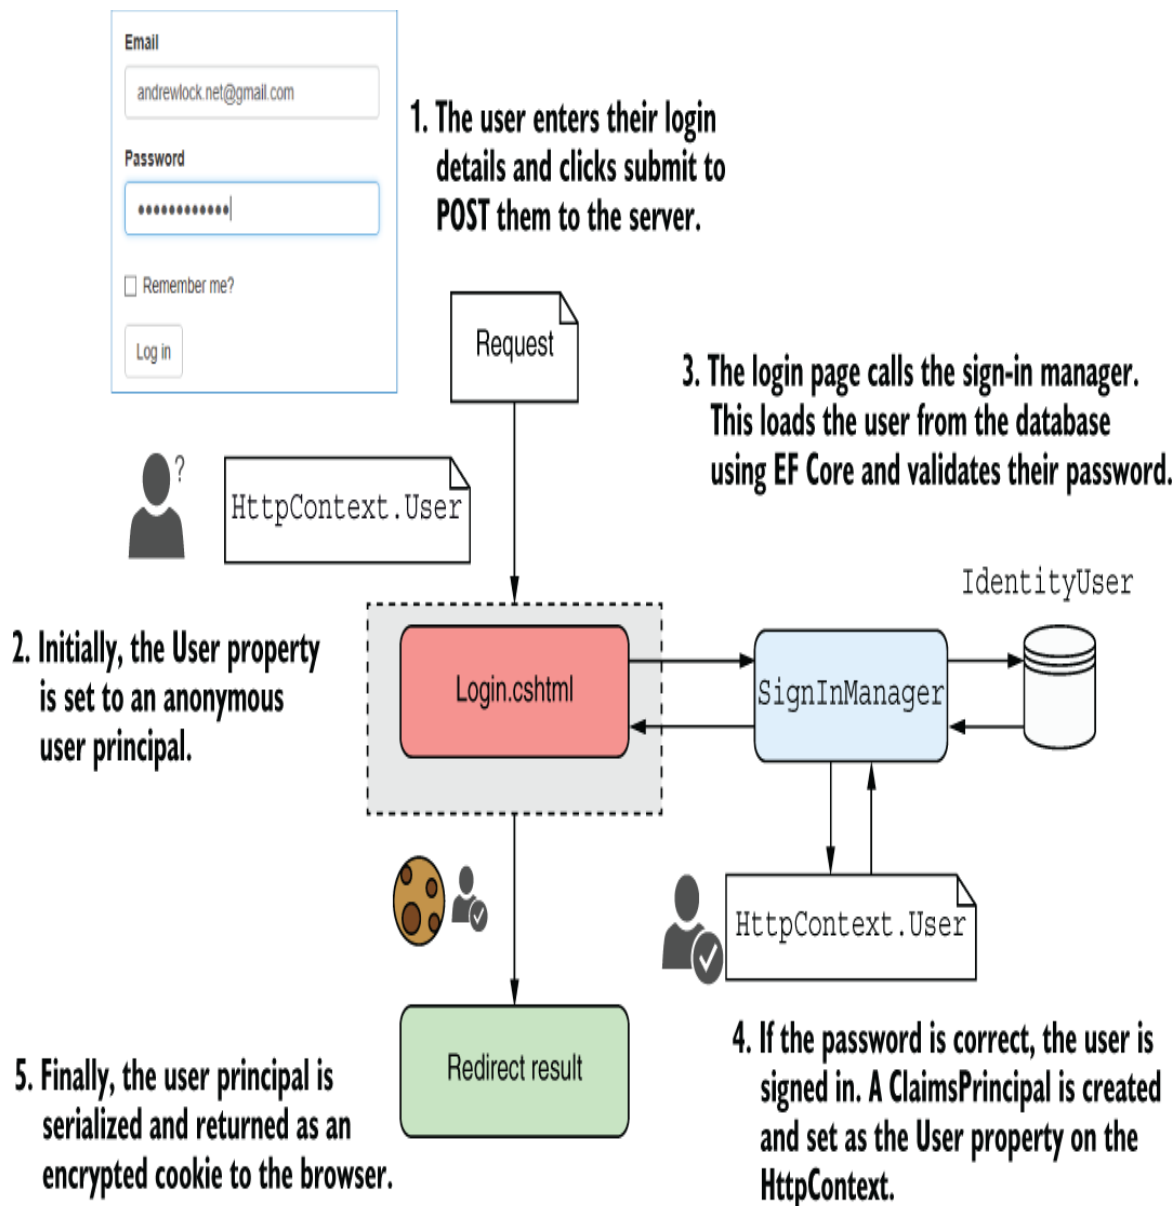 Email
andrewlock.net@gmail.com
Password
Remember me?
Log in
1. The user enters their login
details and clicks submit to
POST them to the server.
Request
3. The login page calls the sign-in manager.
This loads the user from the database
using EF Core and validates their password.
?
HttpContext.User
IdentityUser
2. Initially, the User property
is set to an anonymous
user principal.
Login.cshtml
SignInManager
HttpContext.User
Redirect result
4. If the password is correct, the user is
signed in. A ClaimsPrincipal is created
and set as the User property on the
HttpContext.
5. Finally, the user principal is
serialized and returned as an
encrypted cookie to the browser.